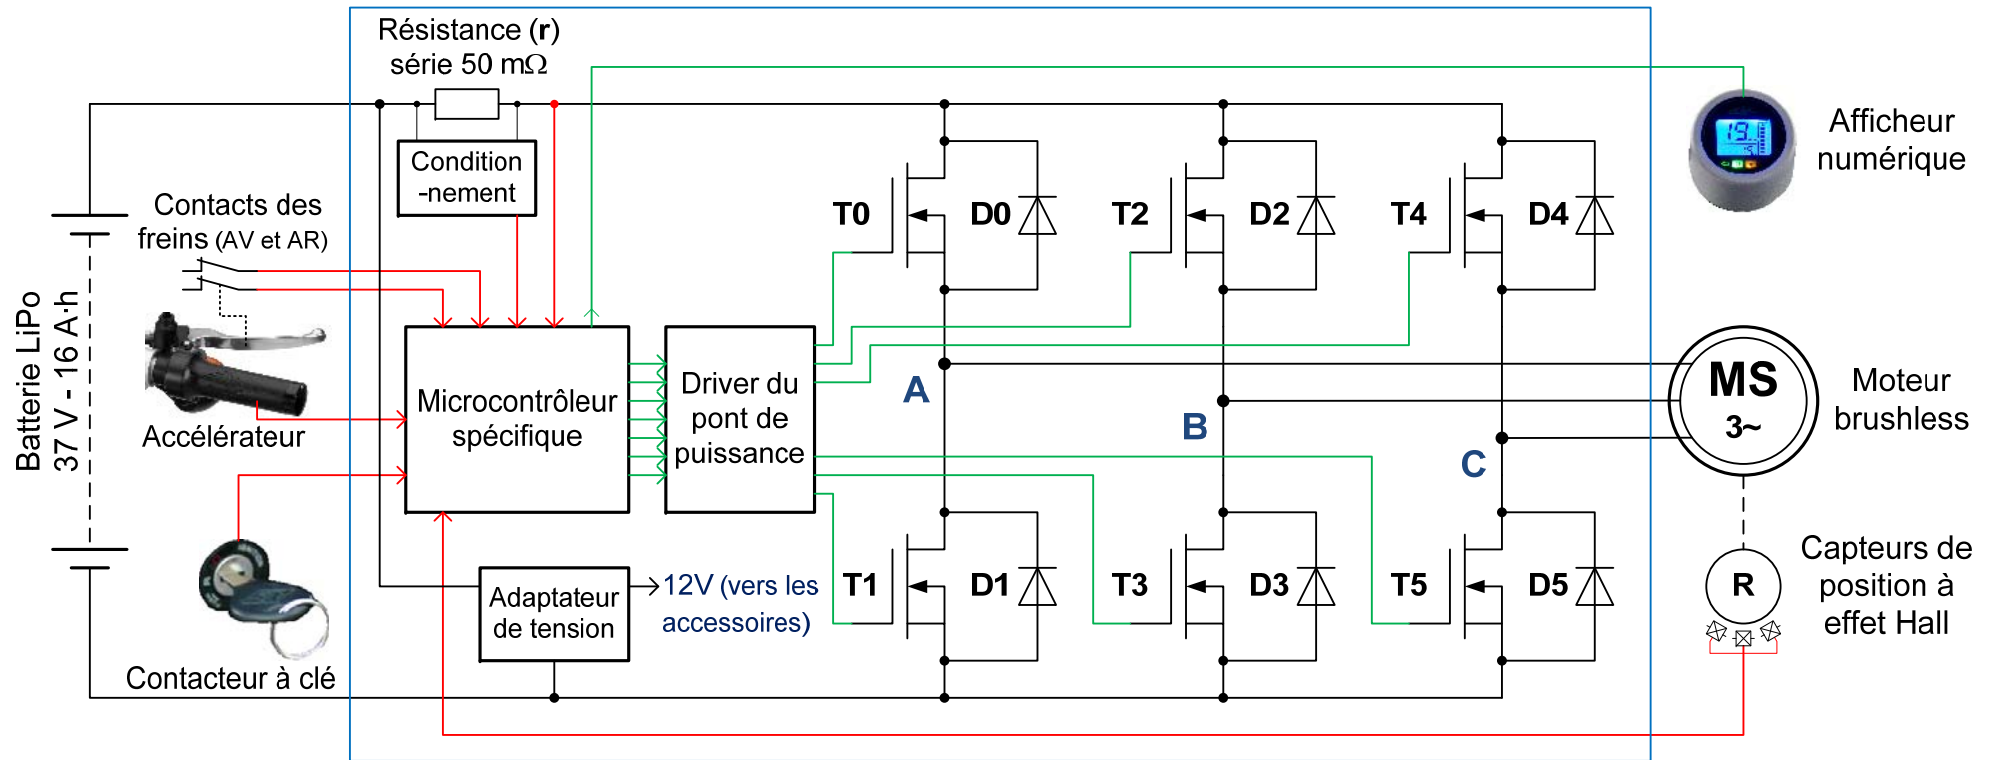 Résistance (r)
série 50 mΩ
Condition
-nement
Contacts des
freins (AV et AR)
Batterie LiPo
37 V - 16 A·h
Accélérateur
Contacteur à clé
Microcontrôleur
spécifique
Driver du
pont de
puissance
Adaptateur
de tension
12V (vers les
accessoires)
T0
D0
T2
D2
T4
D4
A
B
C
T1
D1
T3
D3
T5
D5
Afficheur
numérique
19
MS
3~
Moteur
brushless
R
Capteurs de
position à
effet Hall